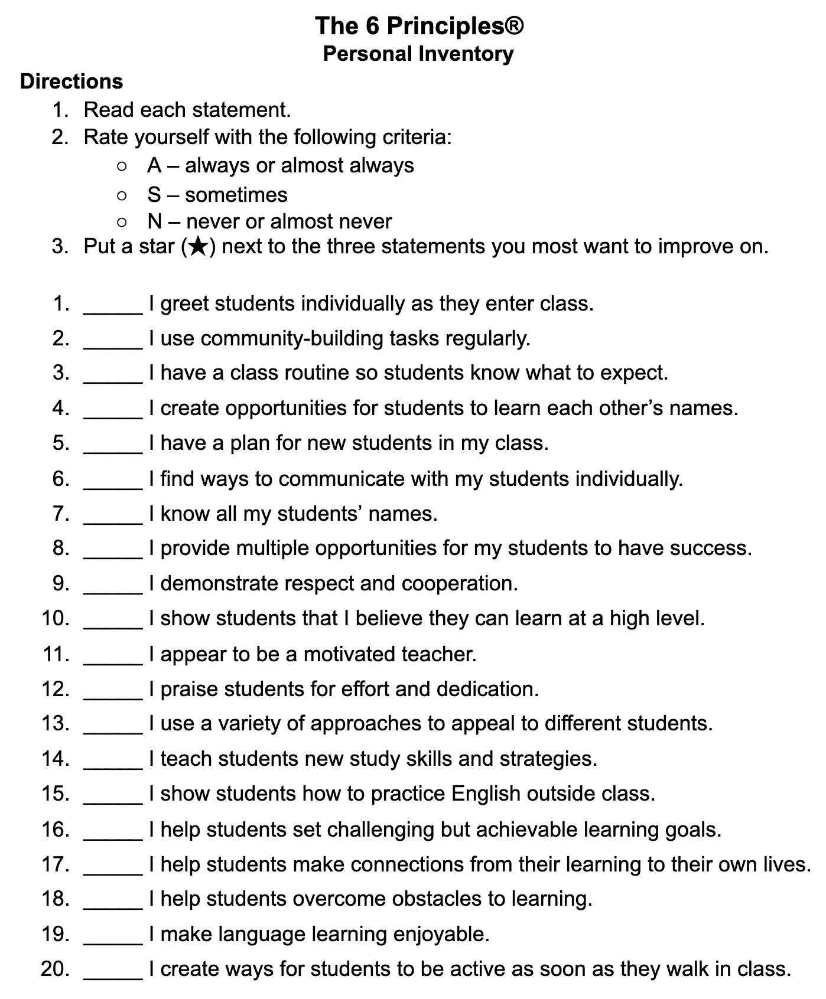 The 6 Principles®
Personal Inventory
Directions
1. Read each statement.
2. Rate yourself with the following criteria:
○ A – always or almost always
○ S – sometimes
○ N – never or almost never
3. Put a star (★) next to the three statements you most want to improve on.
1. _____ I greet students individually as they enter class.
2. _____ I use community-building tasks regularly.
3. _____ I have a class routine so students know what to expect.
4. _____ I create opportunities for students to learn each other’s names.
5. _____ I have a plan for new students in my class.
6. _____ I find ways to communicate with my students individually.
7. _____ I know all my students’ names.
8. _____ I provide multiple opportunities for my students to have success.
9. _____ I demonstrate respect and cooperation.
10. _____ I show students that I believe they can learn at a high level.
11. _____ I appear to be a motivated teacher.
12. _____ I praise students for effort and dedication.
13. _____ I use a variety of approaches to appeal to different students.
14. _____ I teach students new study skills and strategies.
15. _____ I show students how to practice English outside class.
16. _____ I help students set challenging but achievable learning goals.
17. _____ I help students make connections from their learning to their own lives.
18. _____ I help students overcome obstacles to learning.
19. _____ I make language learning enjoyable.
20. _____ I create ways for students to be active as soon as they walk in class.